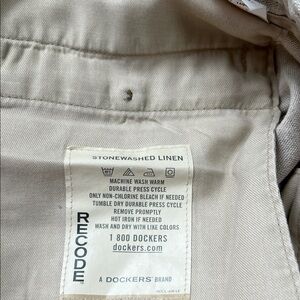 STONEWASHED LINEN
MACHINE WASH WARM
DURABLE PRESS CYCLE
ONLY NON-CHLORINE BLEACH IF NEEDED
TUMBLE DRY DURABLE PRESS CYCLE
REMOVE PROMPTLY
HOT IRON IF NEEDED
WASH AND DRY WITH LIKE COLORS
1 800 DOCKERS
dockers.com
RECODE
A DOCKERS® BRAND